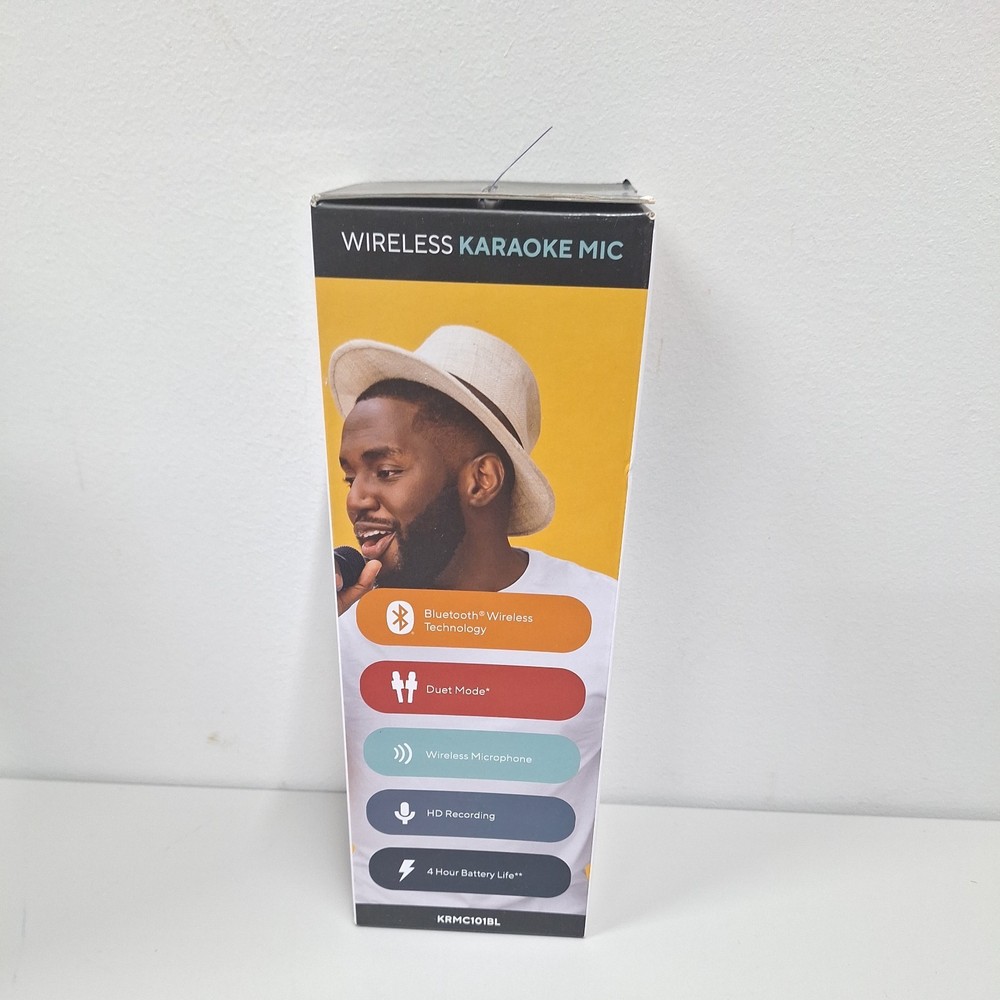 WIRELESS KARAOKE MIC
Bluetooth® Wireless
Technology
Duet Mode*
Wireless Microphone
HD Recording
4 Hour Battery Life**
KRMC101BL